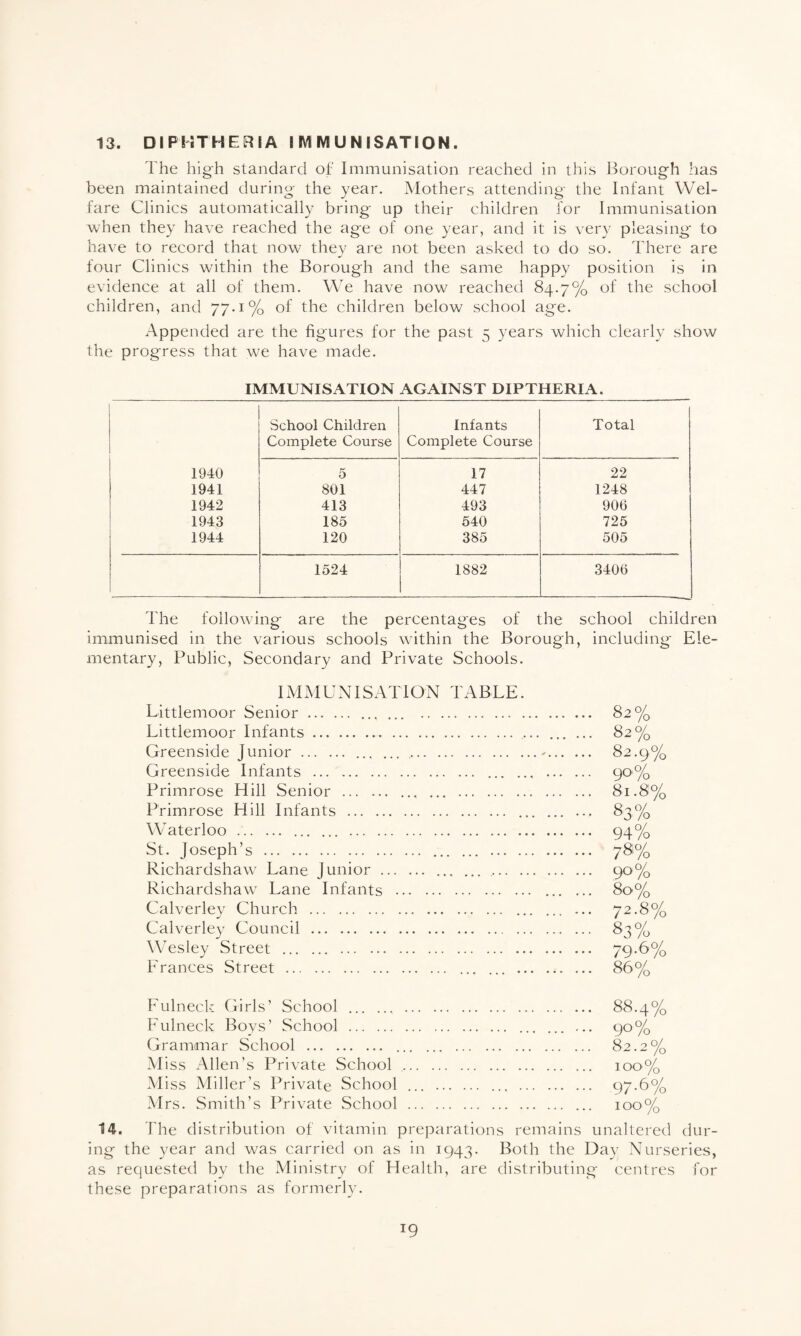 13. DIPHTHERIA IMMUNISATION.
The high standard of Immunisation reached in this Borough has
been maintained during the year. Mothers attending the Infant Wel-
fare Clinics automatically bring up their children for Immunisation
when they have reached the age of one year, and it is very pleasing to
have to record that now they are not been asked to do so. There are
four Clinics within the Borough and the same happy position is in
evidence at all of them. We have now reached 84.7% of the school
children, and 77.1% of the children below school age.
Appended are the figures for the past 5 years which clearly show
the progress that we have made.
IMMUNISATION AGAINST DIPTHERIA.
School Children Infants Total
Complete Course Complete Course
1940 5 17 22
1941 801 447 1248
1942 413 493 906
1943 185 540 725
1944 120 385 505
1524 1882 3406
The following are the percentages of the school children
immunised in the various schools within the Borough, including Ele-
mentary, Public, Secondary and Private Schools.
IMMUNISATION TABLE.
Littlemoor Senior ... 82%
Littlemoor Infants ... 82%
Greenside Junior ... 82.9%
Greenside Infants ... 90%
Primrose Hill Senior ... 81.8%
Primrose Hill Infants ... 83%
Waterloo ... 94%
St. Joseph's ... 78%
Richardshaw Lane Junior ... 90%
Richardshaw Lane Infants ... 80%
Calverley Church ... 72.8%
Calverley Council ... 83%
Wesley Street ... 79.6%
Frances Street ... 86%
Fulneck Girls' School ... 88.4%
Fulneck Boys' School ... 90%
Grammar School ... 82.2%
Miss Allen's Private School ... 100%
Miss Miller's Private School ... 97.6%
Mrs. Smith's Private School ... 100%
14. The distribution of vitamin preparations remains unaltered dur-
ing the year and was carried on as in 1943. Both the Day Nurseries,
as requested by the Ministry of Health, are distributing centres for
these preparations as formerly.
19